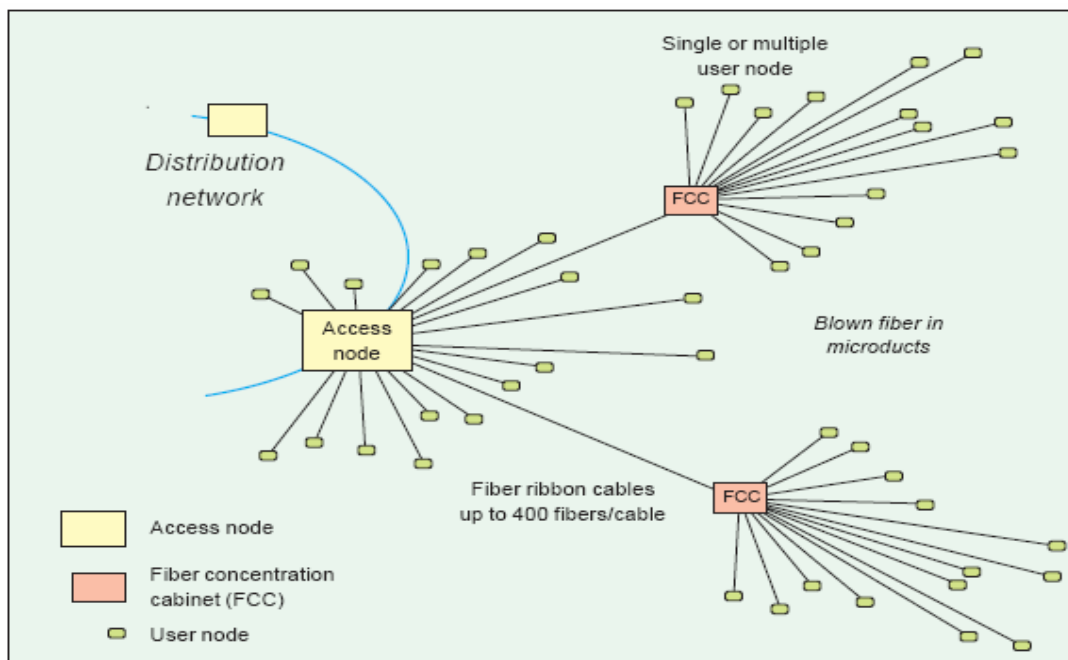 Single or multiple
user node
Distribution
network
FCC
Access
node
Blown fiber in
microducts
Fiber ribbon cables
up to 400 fibers/cable
FCC
Access node
Fiber concentration
cabinet (FCC)
User node